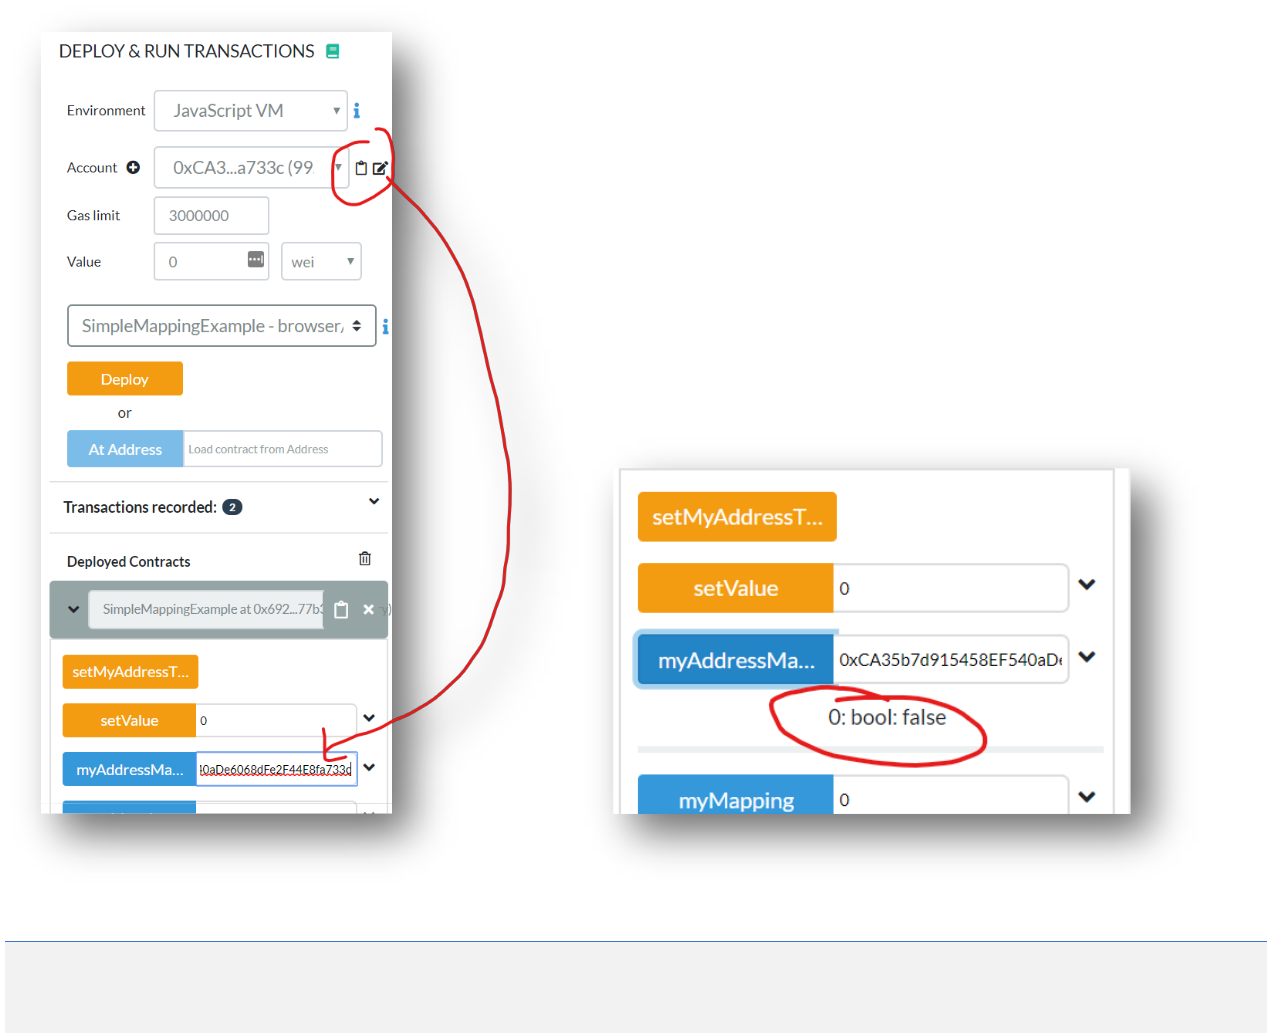 DEPLOY & RUN TRANSACTIONS
Environment JavaScript VM
Account 0xCA3...a733c (99
Gas limit 3000000
Value 0 wei
SimpleMappingExample - browser/
Deploy
or
At Address Load contract from Address
Transactions recorded: 2
Deployed Contracts
SimpleMappingExample at 0x692...77b3 y)
setMyAddressT...
setValue 0
myAddressMa... 40aDe6068dFe2F44E8fa733c
setMyAddressT...
setValue 0
myAddressMa... 0xCA35b7d915458EF540aDe
0: bool: false
myMapping 0